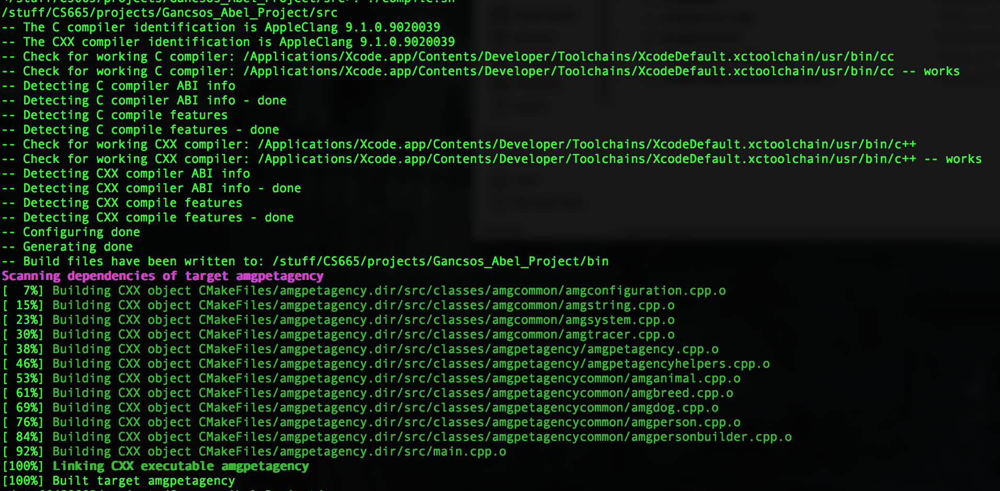 /stuff/CS665/projects/Gancsos_Abel_Project/src>: ./compile.sh
/stuff/CS665/projects/Gancsos_Abel_Project/src
-- The C compiler identification is AppleClang 9.1.0.9020039
-- The CXX compiler identification is AppleClang 9.1.0.9020039
-- Check for working C compiler: /Applications/Xcode.app/Contents/Developer/Toolchains/XcodeDefault.xctoolchain/usr/bin/cc
-- Check for working C compiler: /Applications/Xcode.app/Contents/Developer/Toolchains/XcodeDefault.xctoolchain/usr/bin/cc -- works
-- Detecting C compiler ABI info
-- Detecting C compiler ABI info - done
-- Detecting C compile features
-- Detecting C compile features - done
-- Check for working CXX compiler: /Applications/Xcode.app/Contents/Developer/Toolchains/XcodeDefault.xctoolchain/usr/bin/c++
-- Check for working CXX compiler: /Applications/Xcode.app/Contents/Developer/Toolchains/XcodeDefault.xctoolchain/usr/bin/c++ -- works
-- Detecting CXX compiler ABI info
-- Detecting CXX compiler ABI info - done
-- Detecting CXX compile features
-- Detecting CXX compile features - done
-- Configuring done
-- Generating done
-- Build files have been written to: /stuff/CS665/projects/Gancsos_Abel_Project/bin
Scanning dependencies of target amgpetagency
[  7%] Building CXX object CMakeFiles/amgpetagency.dir/src/classes/amgcommon/amgconfiguration.cpp.o
[ 15%] Building CXX object CMakeFiles/amgpetagency.dir/src/classes/amgcommon/amgstring.cpp.o
[ 23%] Building CXX object CMakeFiles/amgpetagency.dir/src/classes/amgcommon/amgsystem.cpp.o
[ 30%] Building CXX object CMakeFiles/amgpetagency.dir/src/classes/amgcommon/amgtracer.cpp.o
[ 38%] Building CXX object CMakeFiles/amgpetagency.dir/src/classes/amgpetagency/amgpetagency.cpp.o
[ 46%] Building CXX object CMakeFiles/amgpetagency.dir/src/classes/amgpetagency/amgpetagencyhelpers.cpp.o
[ 53%] Building CXX object CMakeFiles/amgpetagency.dir/src/classes/amgpetagencycommon/amganimal.cpp.o
[ 61%] Building CXX object CMakeFiles/amgpetagency.dir/src/classes/amgpetagencycommon/amgbreed.cpp.o
[ 69%] Building CXX object CMakeFiles/amgpetagency.dir/src/classes/amgpetagencycommon/amgdog.cpp.o
[ 76%] Building CXX object CMakeFiles/amgpetagency.dir/src/classes/amgpetagencycommon/amgperson.cpp.o
[ 84%] Building CXX object CMakeFiles/amgpetagency.dir/src/classes/amgpetagencycommon/amgpersonbuilder.cpp.o
[ 92%] Building CXX object CMakeFiles/amgpetagency.dir/src/main.cpp.o
[100%] Linking CXX executable amgpetagency
[100%] Built target amgpetagency